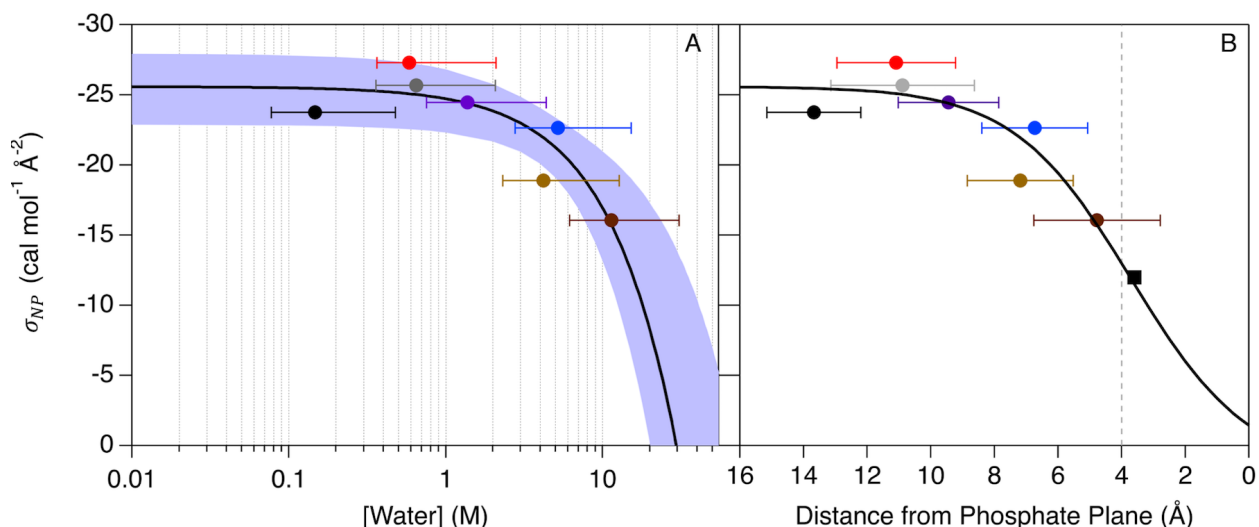 -30
-25
-20
-15
-10
-5
0
σNP (cal mol-1 Å-2)
A
0.01 0.1 1 10
[Water] (M)
B
16 14 12 10 8 6 4 2 0
Distance from Phosphate Plane (Å)